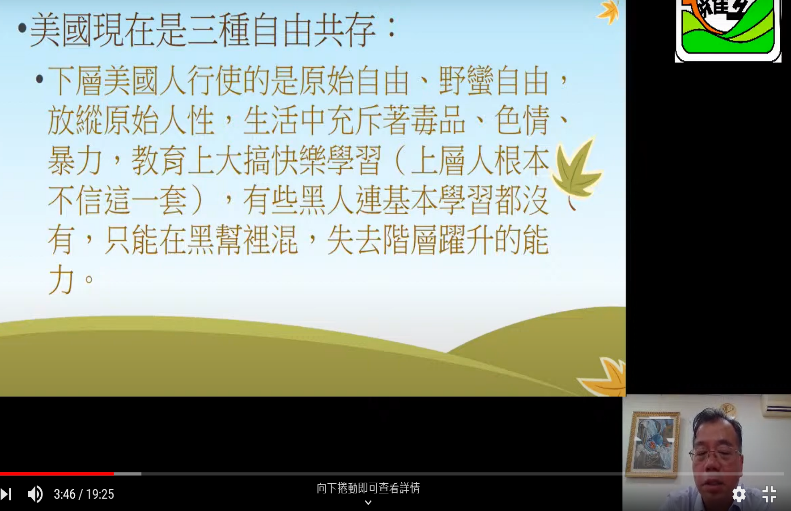 •美國現在是三種自由共存：
•下層美國人行使的是原始自由、野蠻自由，
放縱原始人性，生活中充斥著毒品、色情、
暴力，教育上大搞快樂學習（上層人根本
不信這一套），有些黑人連基本學習都沒
有，只能在黑幫裡混，失去階層躍升的能
力。
3:46 / 19:25
向下捲動即可查看詳情